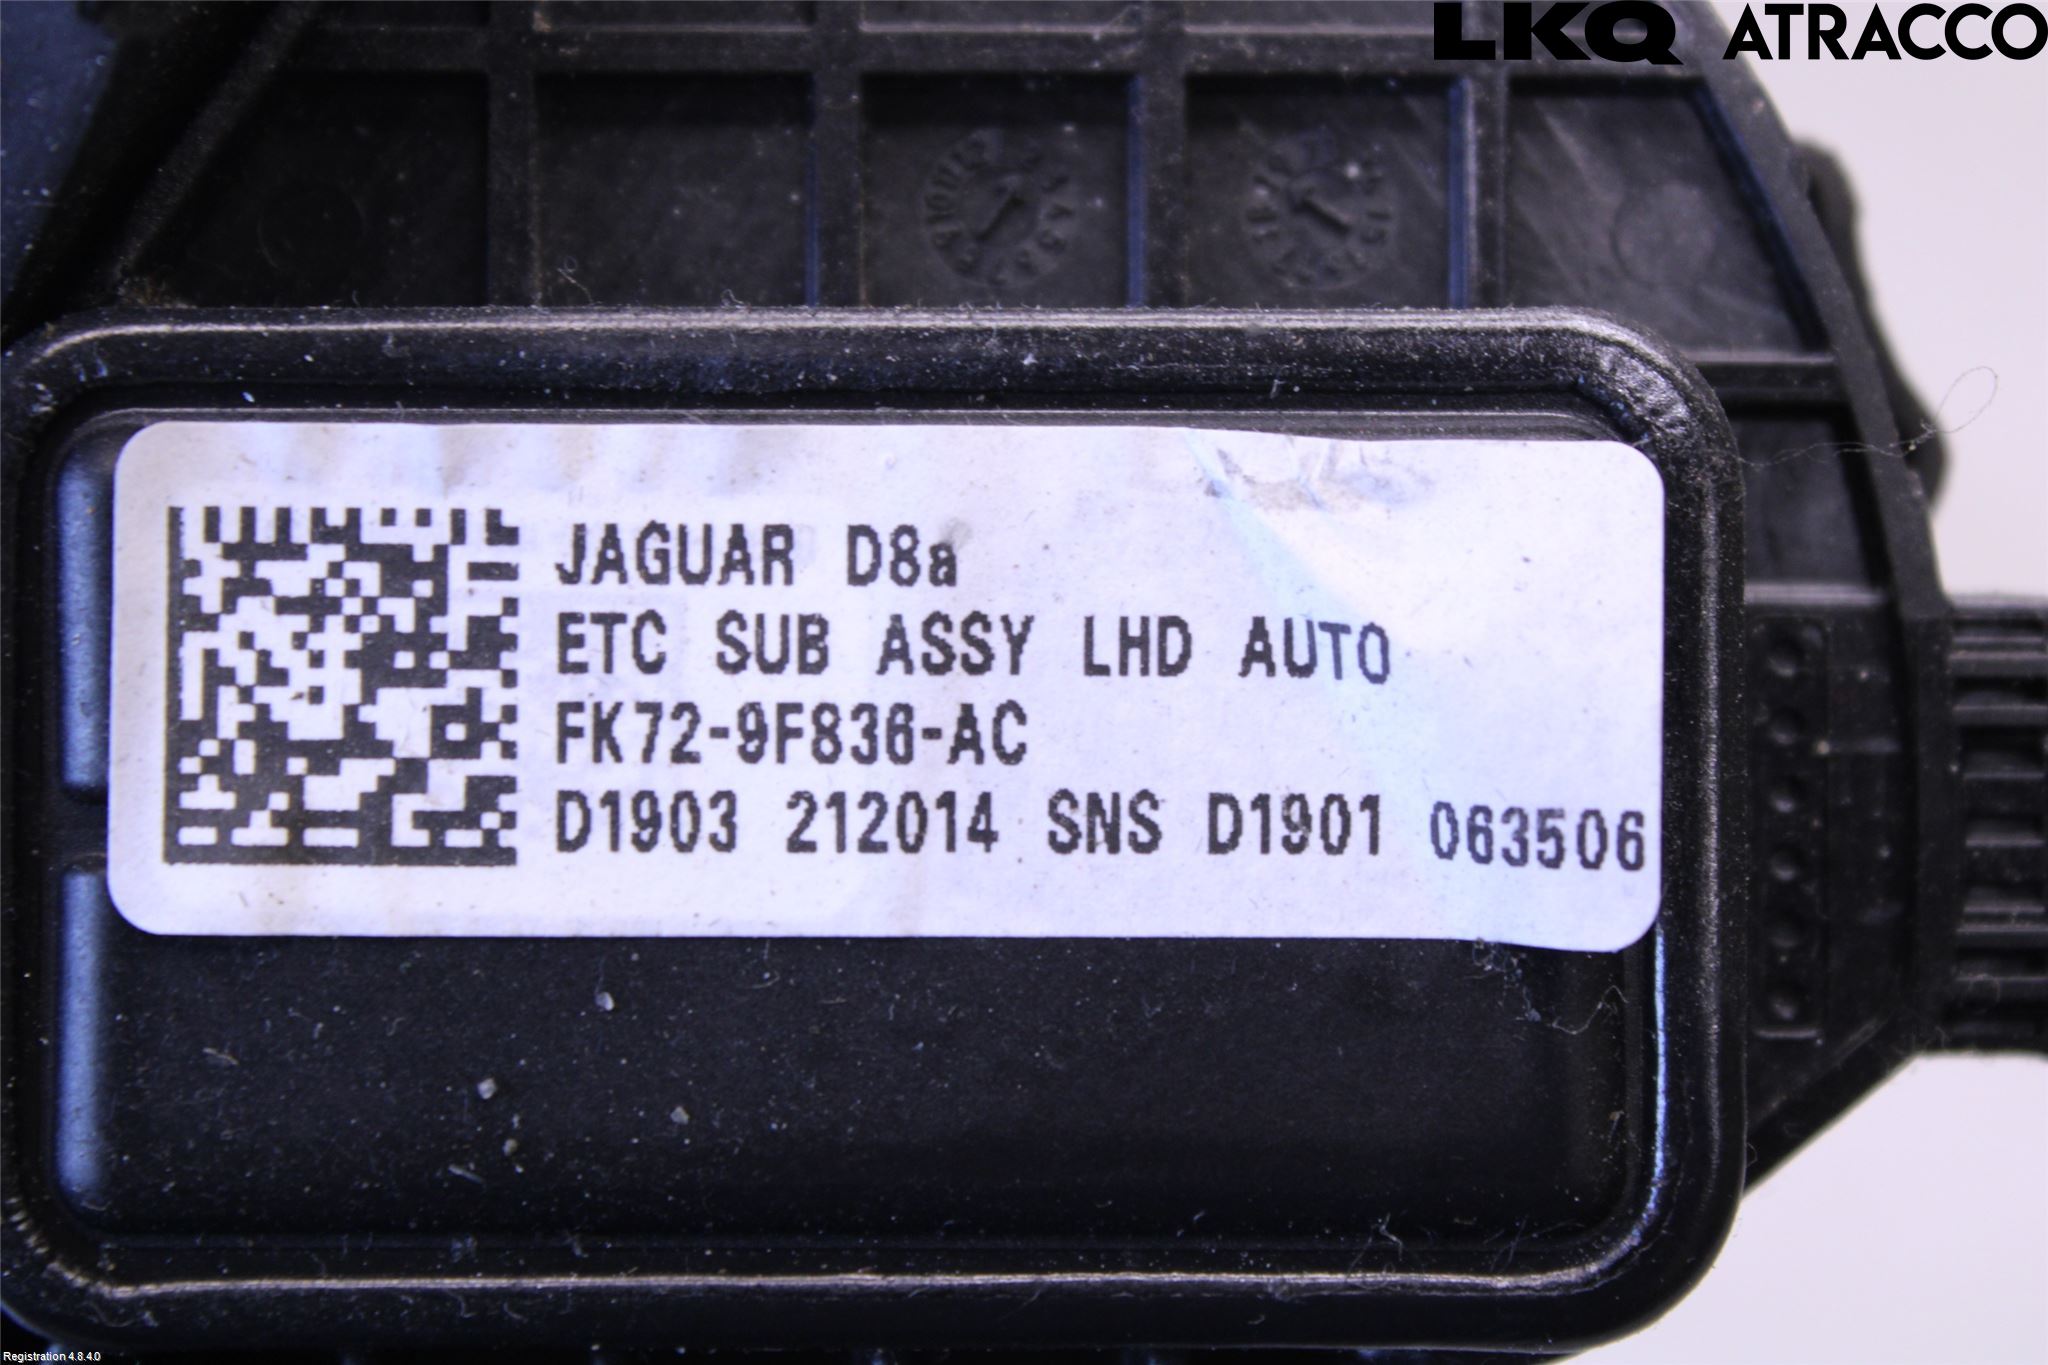 LKQ ATRACCO
JAGUAR D8a
ETC SUB ASSY LHD AUTO
FK72-9F836-AC
D1903 212014 SNS D1901 063506
Registration 4.8.4.0